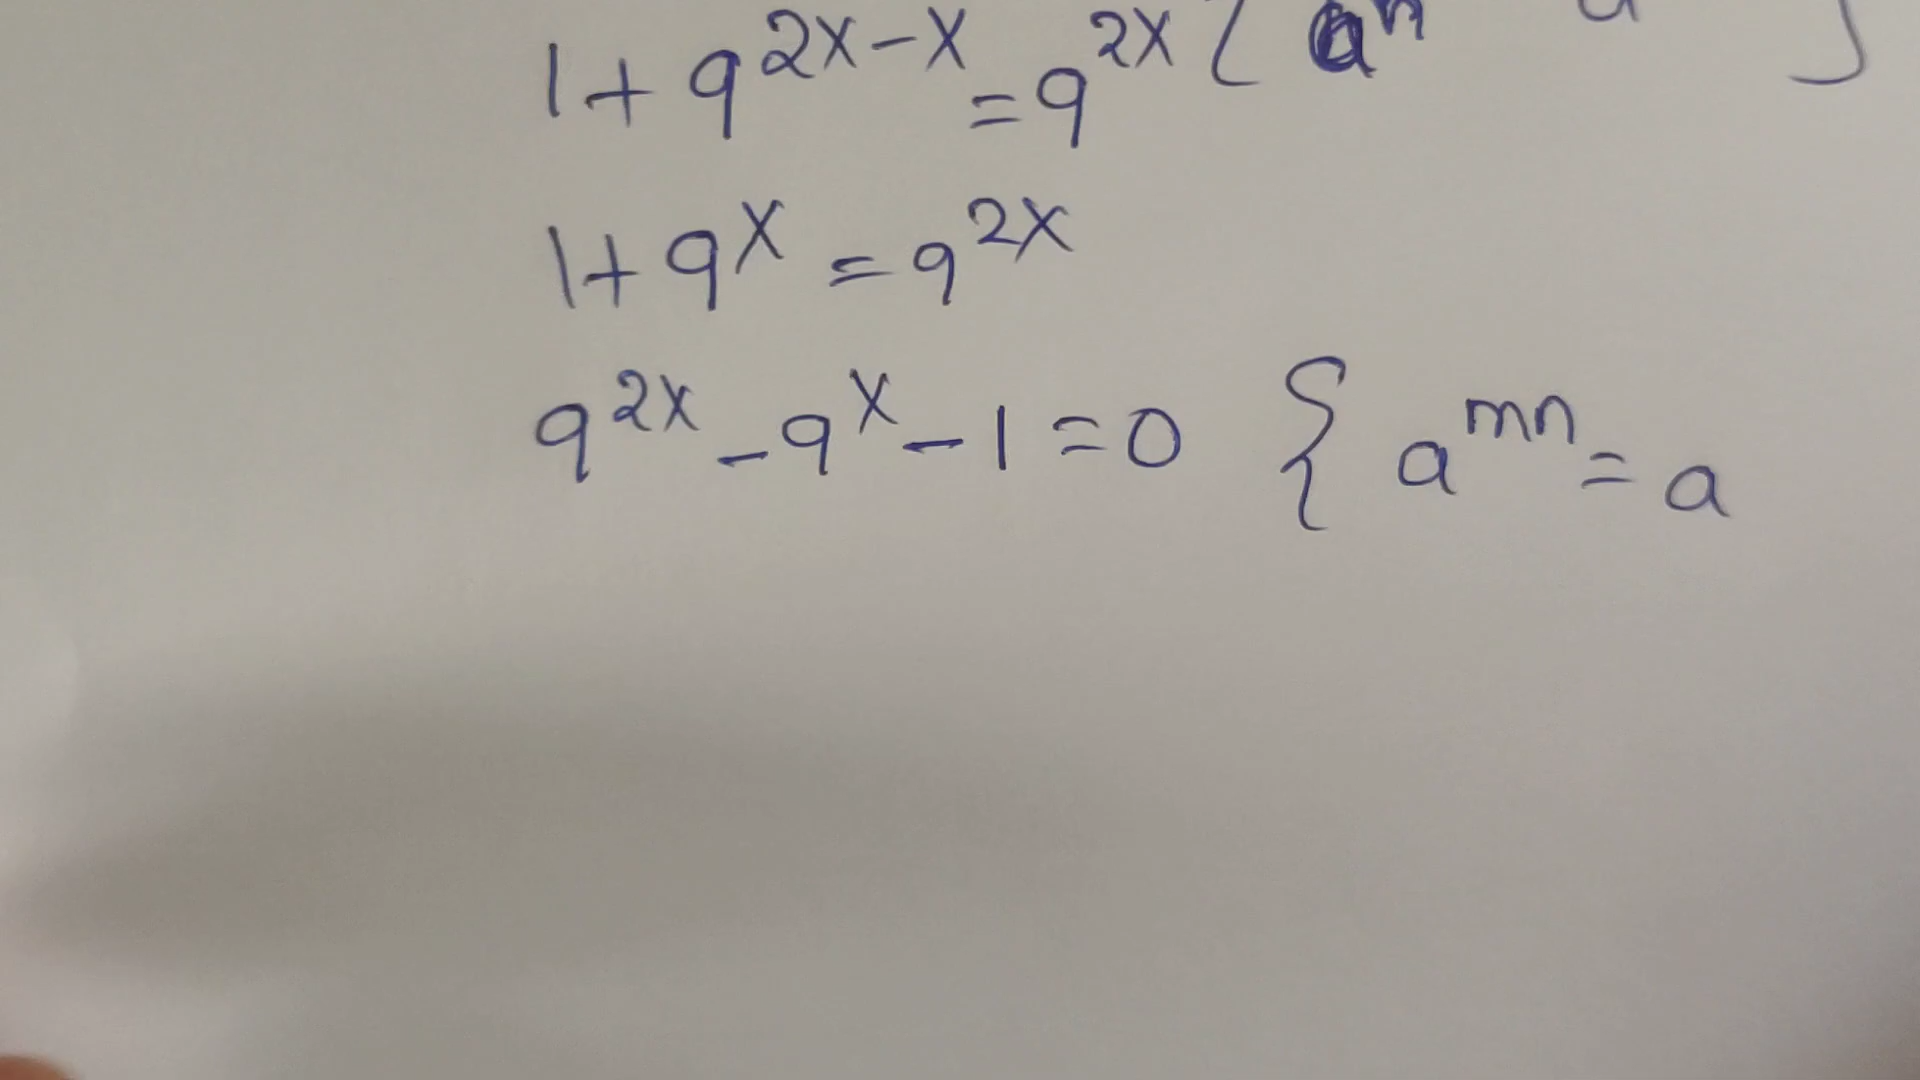 1 + 9^{2x-x} = 9^{2x} [ a^n
1 + 9^x = 9^{2x}
9^{2x} - 9^x - 1 = 0 { a^{mn} = a